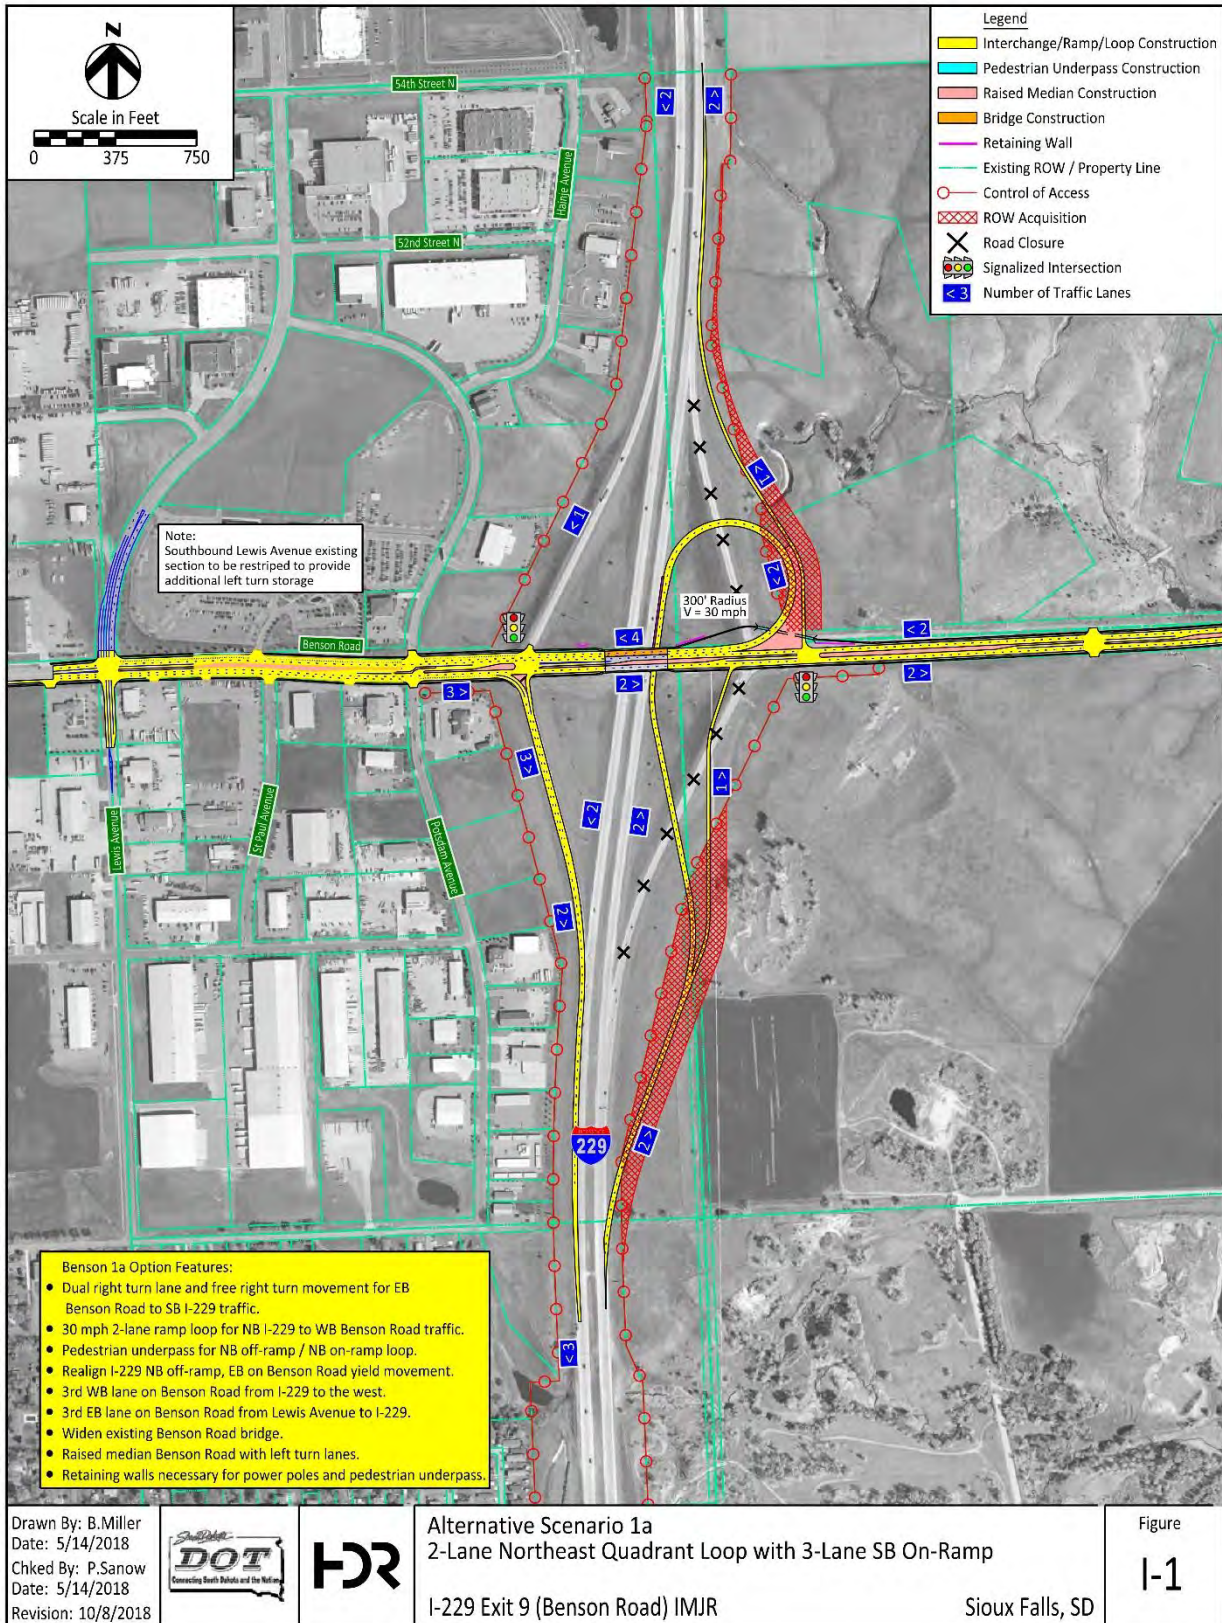 N
Scale in Feet
0 375 750
Legend
Interchange/Ramp/Loop Construction
Pedestrian Underpass Construction
Raised Median Construction
Bridge Construction
Retaining Wall
Existing ROW / Property Line
Control of Access
ROW Acquisition
Road Closure
Signalized Intersection
< 3 Number of Traffic Lanes
54th Street N
< 2
2 >
Hainje Avenue
52nd Street N
< 1
< 1
Note:
Southbound Lewis Avenue existing
section to be restriped to provide
additional left turn storage
< 2
300' Radius
V = 30 mph
Benson Road
< 4
< 2
2 >
2 >
3 >
< 3
1 >
< 2
2 >
Lewis Avenue
St Paul Avenue
Potsdam Avenue
< 2
229
2 >
< 3
Benson 1a Option Features:
• Dual right turn lane and free right turn movement for EB
Benson Road to SB I-229 traffic.
• 30 mph 2-lane ramp loop for NB I-229 to WB Benson Road traffic.
• Pedestrian underpass for NB off-ramp / NB on-ramp loop.
• Realign I-229 NB off-ramp, EB on Benson Road yield movement.
• 3rd WB lane on Benson Road from I-229 to the west.
• 3rd EB lane on Benson Road from Lewis Avenue to I-229.
• Widen existing Benson Road bridge.
• Raised median Benson Road with left turn lanes.
• Retaining walls necessary for power poles and pedestrian underpass.
Drawn By: B.Miller
Date: 5/14/2018
Chked By: P.Sanow
Date: 5/14/2018
Revision: 10/8/2018
South Dakota
DOT
Connecting South Dakota and the Nation
HDR
Alternative Scenario 1a
2-Lane Northeast Quadrant Loop with 3-Lane SB On-Ramp
I-229 Exit 9 (Benson Road) IMJR
Sioux Falls, SD
Figure
I-1